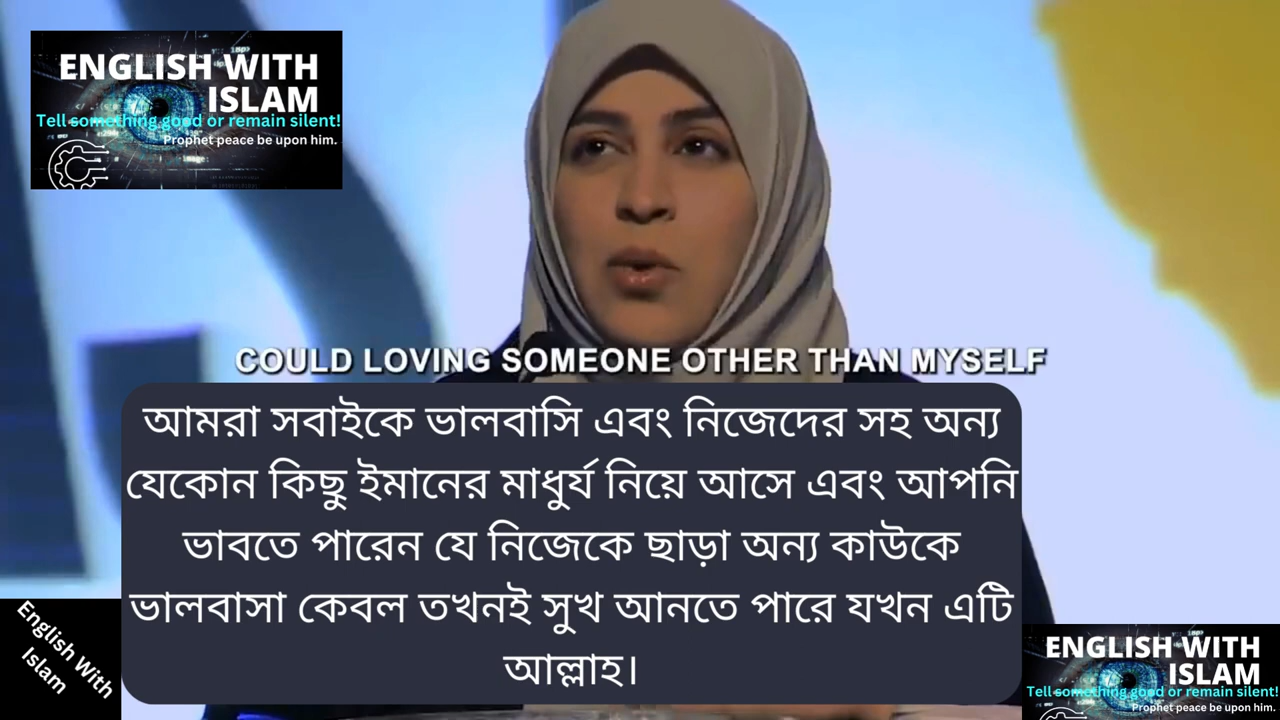 ENGLISH WITH
ISLAM
Tell something good or remain silent!
Prophet peace be upon him.
COULD LOVING SOMEONE OTHER THAN MYSELF
আমরা সবাইকে ভালবাসি এবং নিজেদের সহ অন্য
যেকোন কিছু ইমানের মাধুর্য নিয়ে আসে এবং আপনি
ভাবতে পারেন যে নিজেকে ছাড়া অন্য কাউকে
ভালবাসা কেবল তখনই সুখ আনতে পারে যখন এটি
আল্লাহ।
English With
Islam
ENGLISH WITH
ISLAM
Tell something good or remain silent!
Prophet peace be upon him.